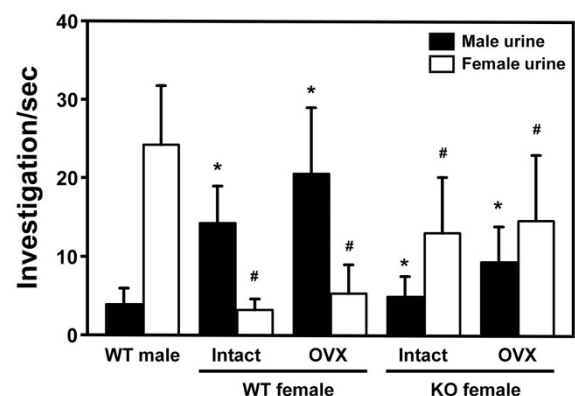 40
30
20
10
0
Investigation/sec
Male urine
Female urine
*
#
*
#
*
#
*
#
WT male
Intact
OVX
Intact
OVX
WT female
KO female